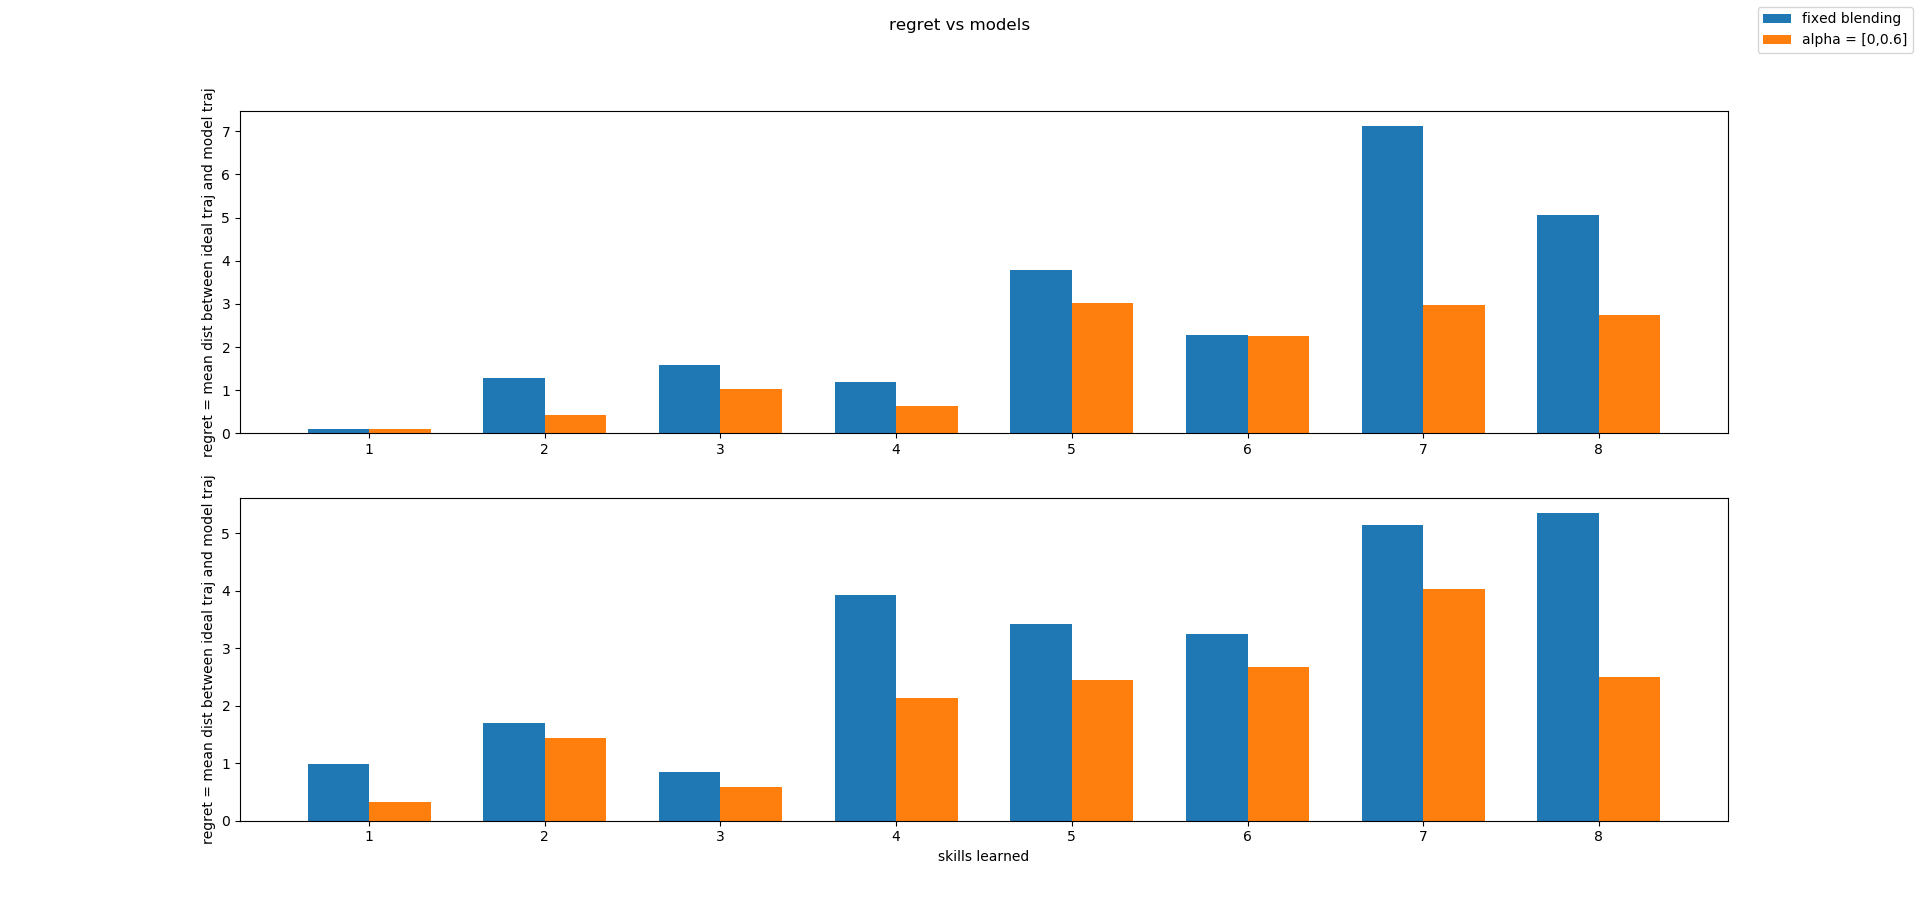 regret vs models
fixed blending
alpha = [0,0.6]
regret = mean dist between ideal traj and model traj
7
6
5
4
3
2
1
0
1 2 3 4 5 6 7 8
regret = mean dist between ideal traj and model traj
5
4
3
2
1
0
1 2 3 4 5 6 7 8
skills learned